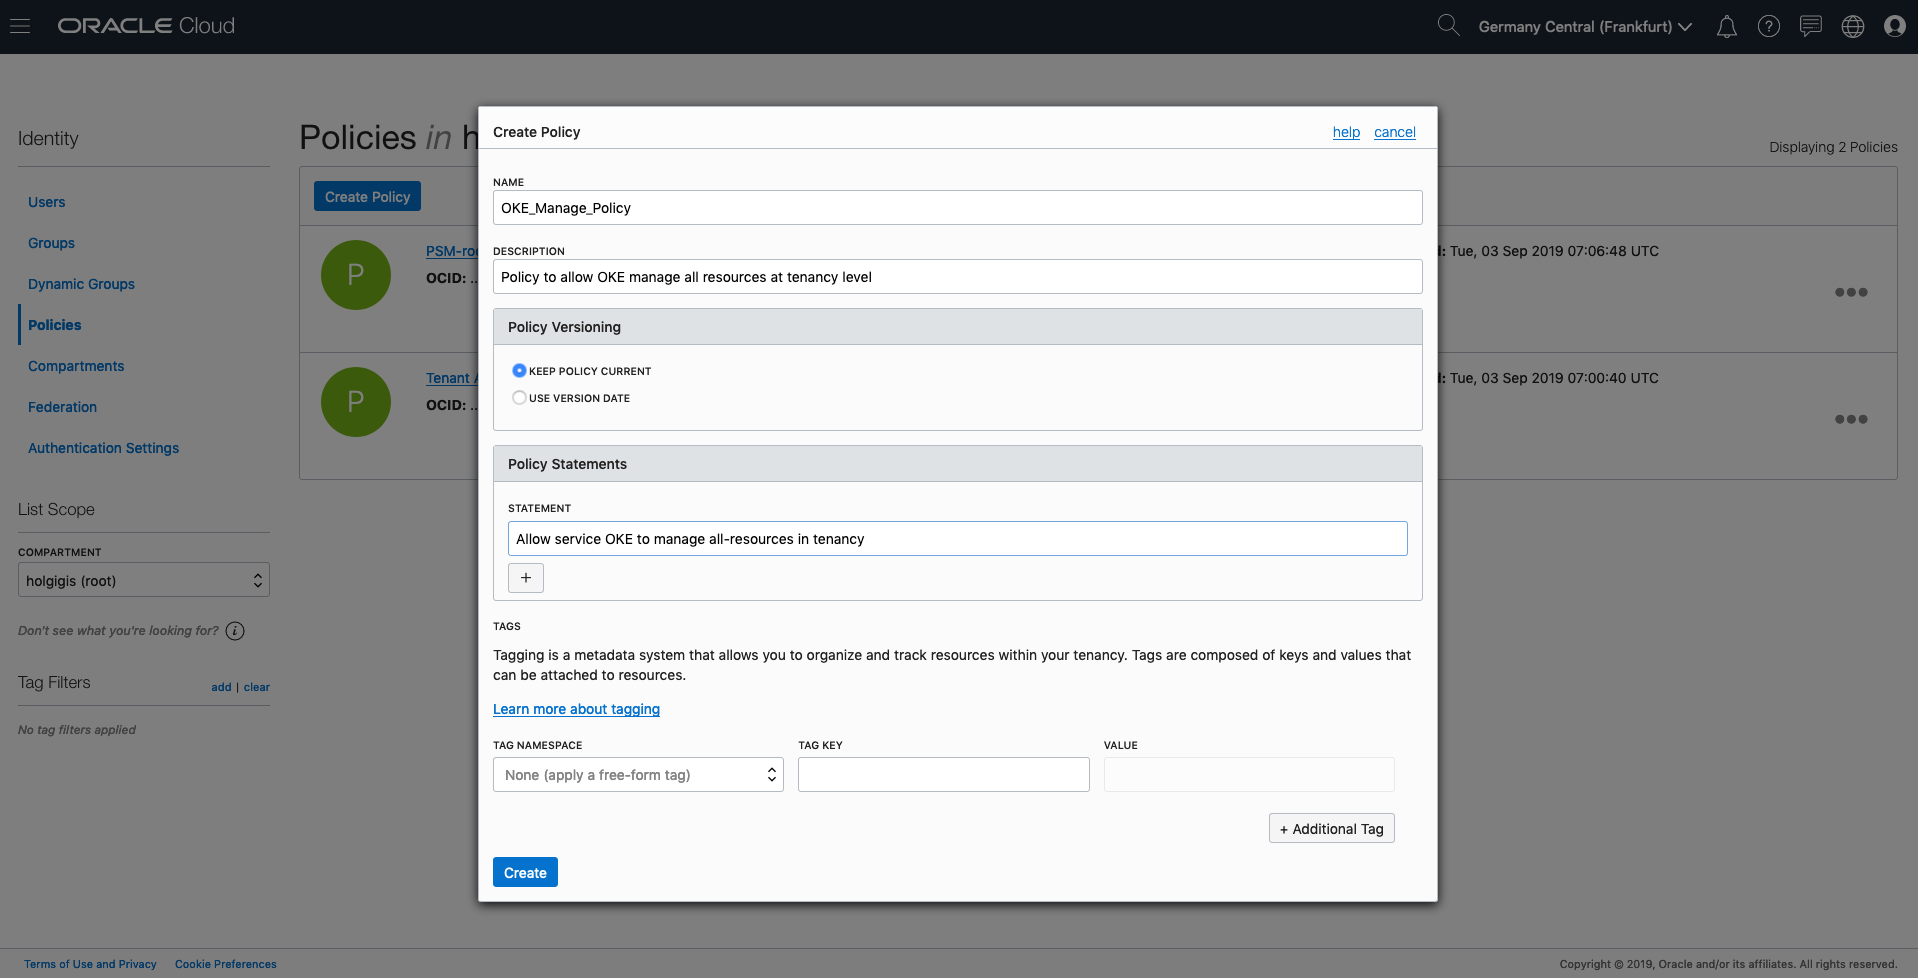 ORACLE Cloud
Germany Central (Frankfurt)
Identity
Users
Groups
Dynamic Groups
Policies
Compartments
Federation
Authentication Settings
List Scope
COMPARTMENT
holgigis (root)
Don't see what you're looking for?
Tag Filters
add | clear
No tag filters applied
Policies in h
Displaying 2 Policies
Create Policy
P
PSM-roo
OCID: ..
: Tue, 03 Sep 2019 07:06:48 UTC
P
Tenant A
OCID: ..
: Tue, 03 Sep 2019 07:00:40 UTC
Create Policy
help cancel
NAME
OKE_Manage_Policy
DESCRIPTION
Policy to allow OKE manage all resources at tenancy level
Policy Versioning
KEEP POLICY CURRENT
USE VERSION DATE
Policy Statements
STATEMENT
Allow service OKE to manage all-resources in tenancy
+
TAGS
Tagging is a metadata system that allows you to organize and track resources within your tenancy. Tags are composed of keys and values that
can be attached to resources.
Learn more about tagging
TAG NAMESPACE TAG KEY VALUE
None (apply a free-form tag)
+ Additional Tag
Create
Terms of Use and Privacy Cookie Preferences
Copyright © 2019, Oracle and/or its affiliates. All rights reserved.